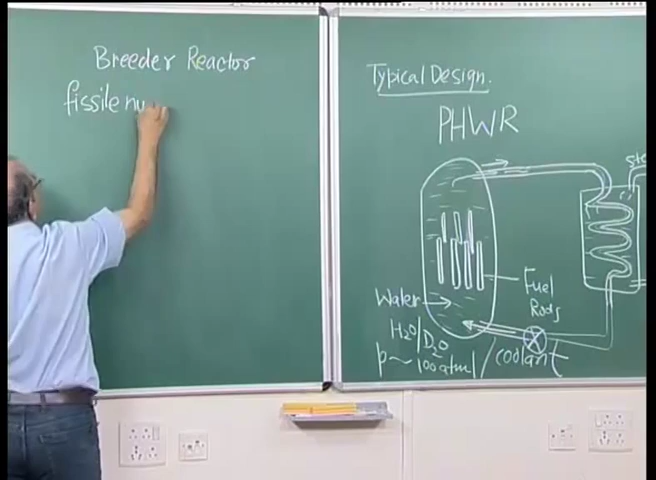 Breeder Reactor
fissile nu
Typical Design.
PHWR
Fuel
Rods
Water
H2O/D2O
p ~ 100 atm / coolant